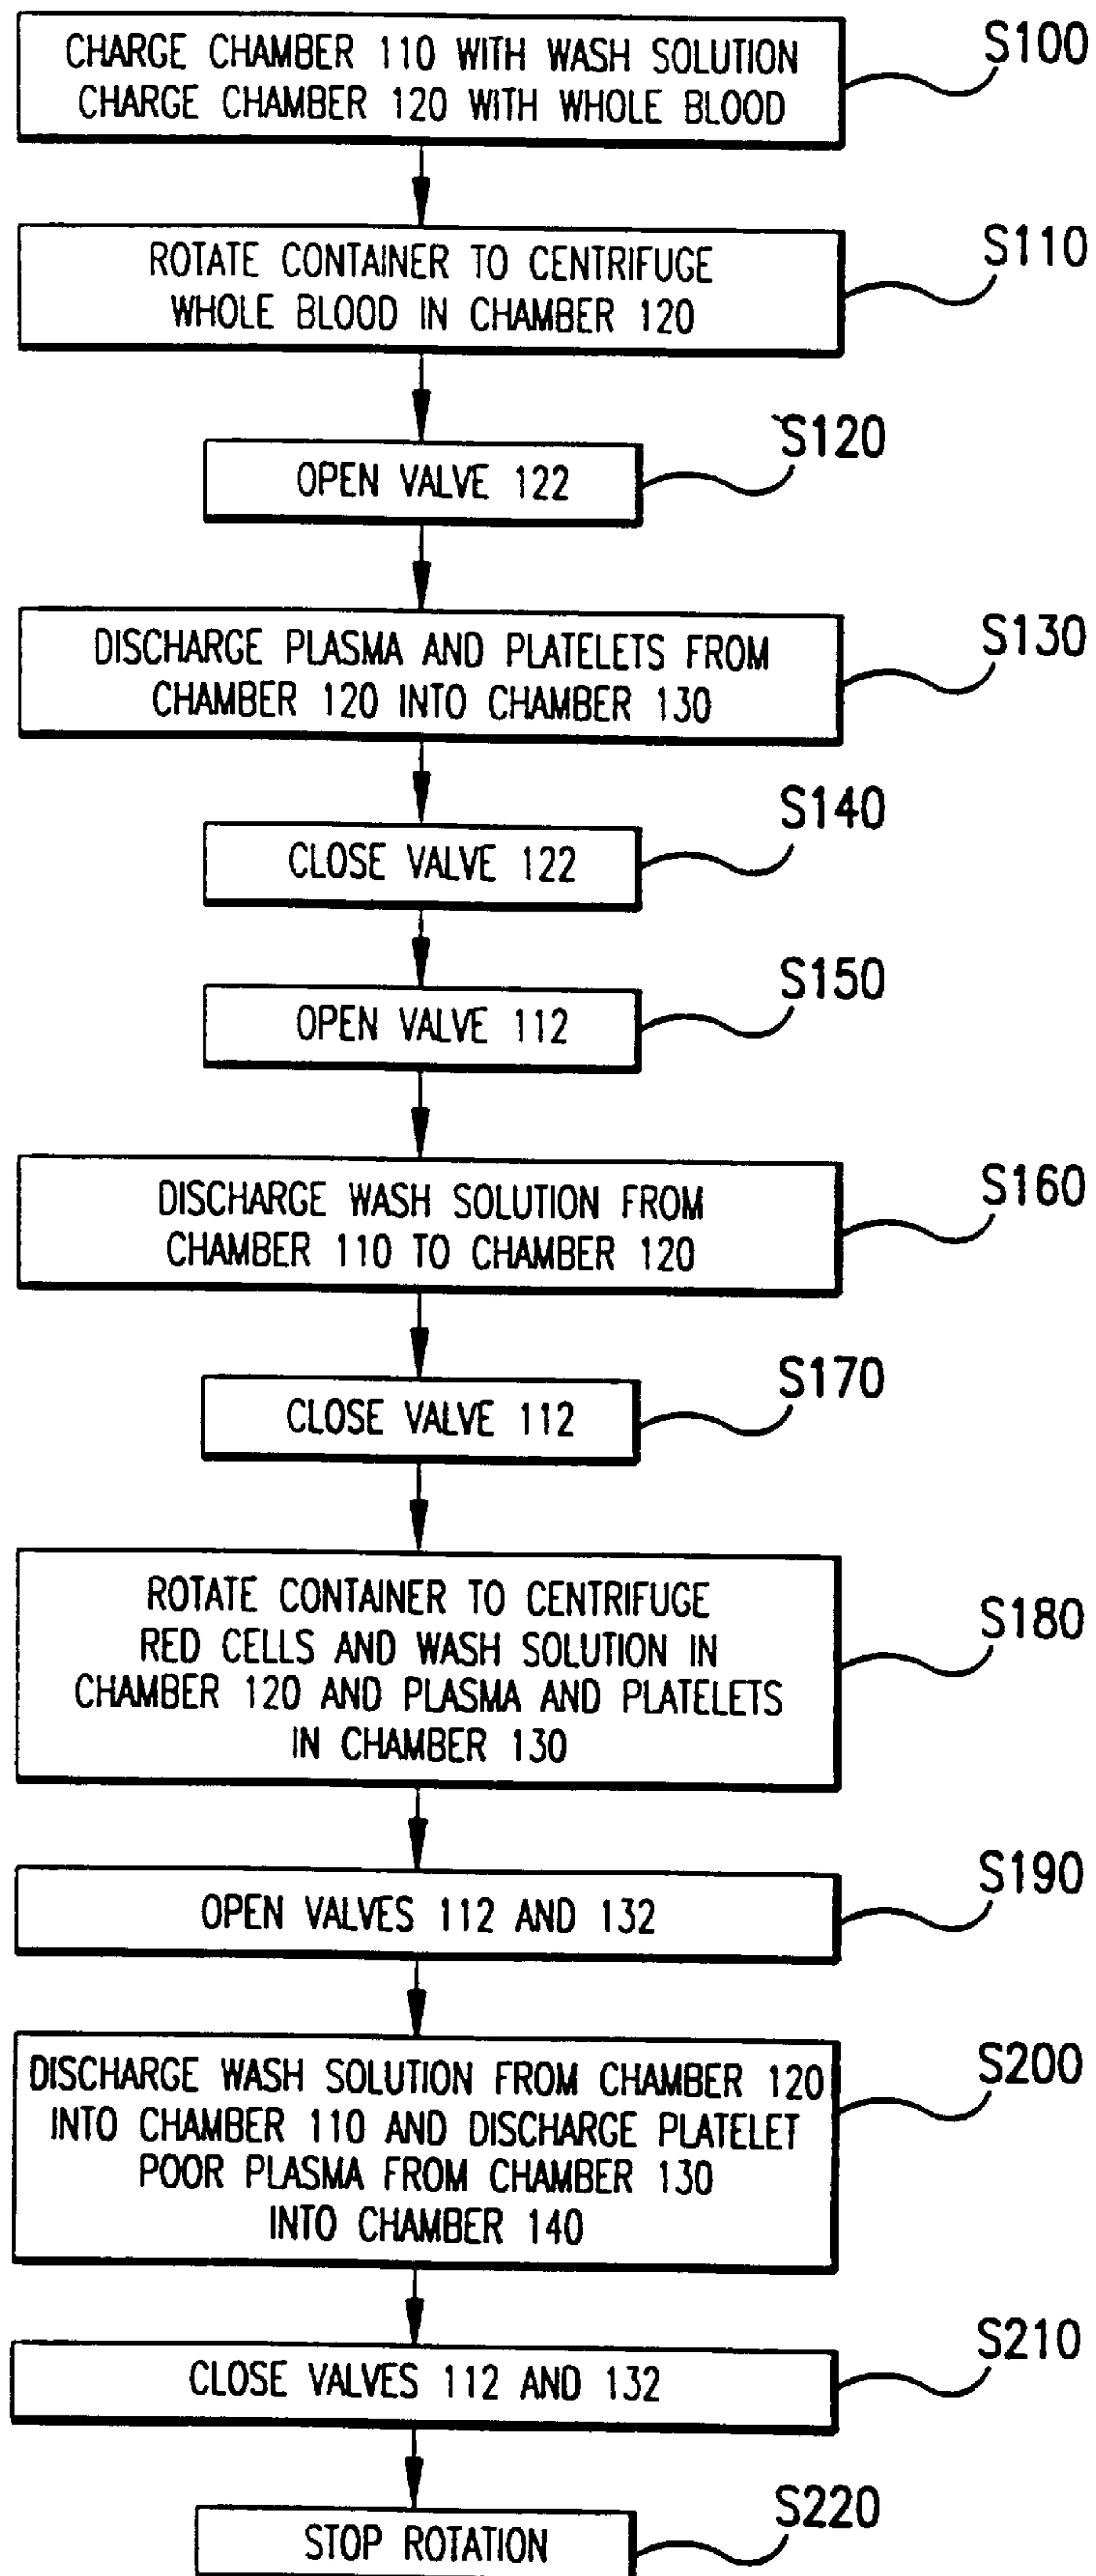 CHARGE CHAMBER 110 WITH WASH SOLUTION
CHARGE CHAMBER 120 WITH WHOLE BLOOD
S100
ROTATE CONTAINER TO CENTRIFUGE
WHOLE BLOOD IN CHAMBER 120
S110
OPEN VALVE 122
S120
DISCHARGE PLASMA AND PLATELETS FROM
CHAMBER 120 INTO CHAMBER 130
S130
CLOSE VALVE 122
S140
OPEN VALVE 112
S150
DISCHARGE WASH SOLUTION FROM
CHAMBER 110 TO CHAMBER 120
S160
CLOSE VALVE 112
S170
ROTATE CONTAINER TO CENTRIFUGE
RED CELLS AND WASH SOLUTION IN
CHAMBER 120 AND PLASMA AND PLATELETS
IN CHAMBER 130
S180
OPEN VALVES 112 AND 132
S190
DISCHARGE WASH SOLUTION FROM CHAMBER 120
INTO CHAMBER 110 AND DISCHARGE PLATELET
POOR PLASMA FROM CHAMBER 130
INTO CHAMBER 140
S200
CLOSE VALVES 112 AND 132
S210
STOP ROTATION
S220